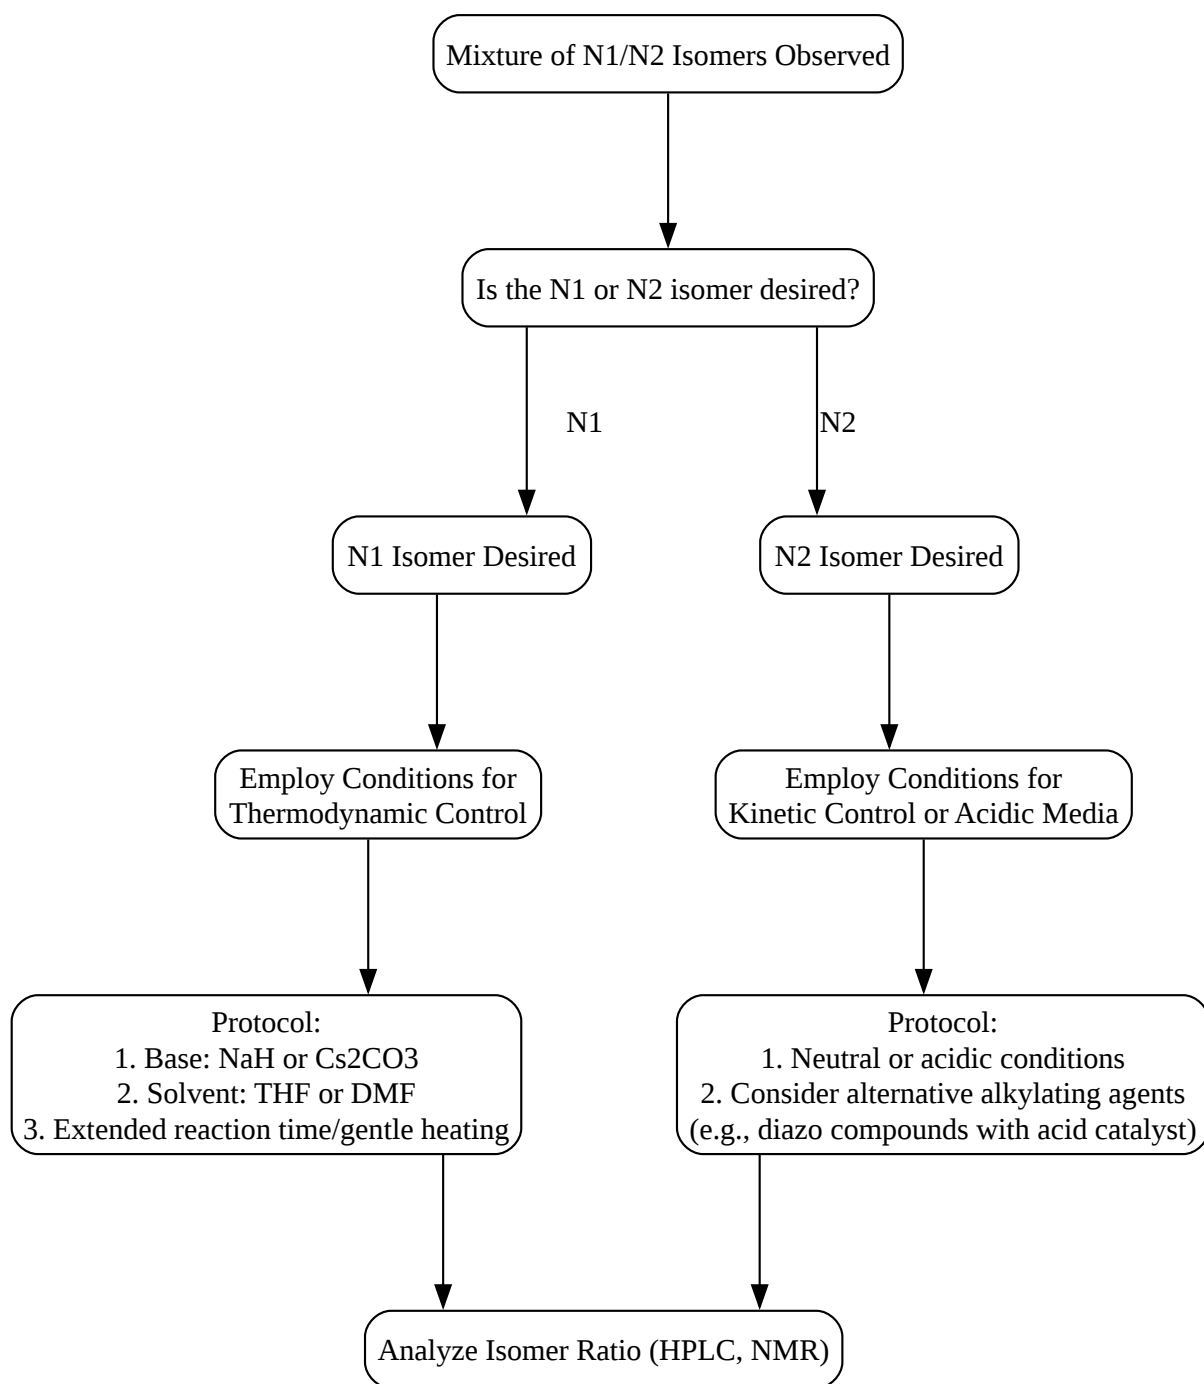 Mixture of N1/N2 Isomers Observed
Is the N1 or N2 isomer desired?
N1
N2
N1 Isomer Desired
N2 Isomer Desired
Employ Conditions for
Thermodynamic Control
Employ Conditions for
Kinetic Control or Acidic Media
Protocol:
1. Base: NaH or Cs2CO3
2. Solvent: THF or DMF
3. Extended reaction time/gentle heating
Protocol:
1. Neutral or acidic conditions
2. Consider alternative alkylating agents
(e.g., diazo compounds with acid catalyst)
Analyze Isomer Ratio (HPLC, NMR)